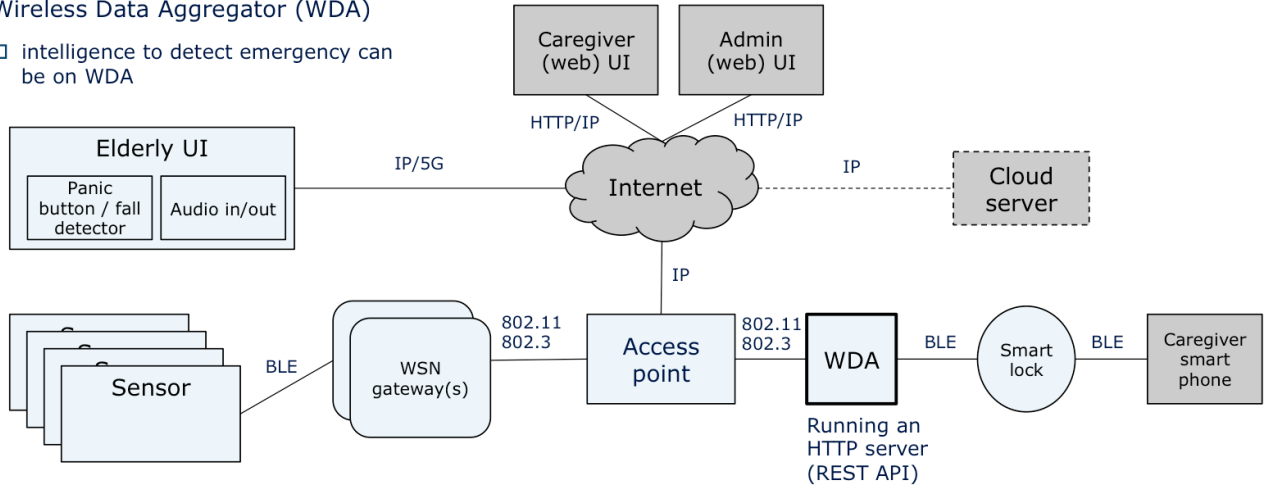 Wireless Data Aggregator (WDA)
intelligence to detect emergency can
be on WDA
Caregiver
(web) UI
Admin
(web) UI
HTTP/IP
HTTP/IP
Elderly UI
Panic
button / fall
detector
Audio in/out
IP/5G
Internet
IP
Cloud
server
IP
Sensor
BLE
WSN
gateway(s)
802.11
802.3
Access
point
802.11
802.3
WDA
BLE
Smart
lock
BLE
Caregiver
smart
phone
Running an
HTTP server
(REST API)